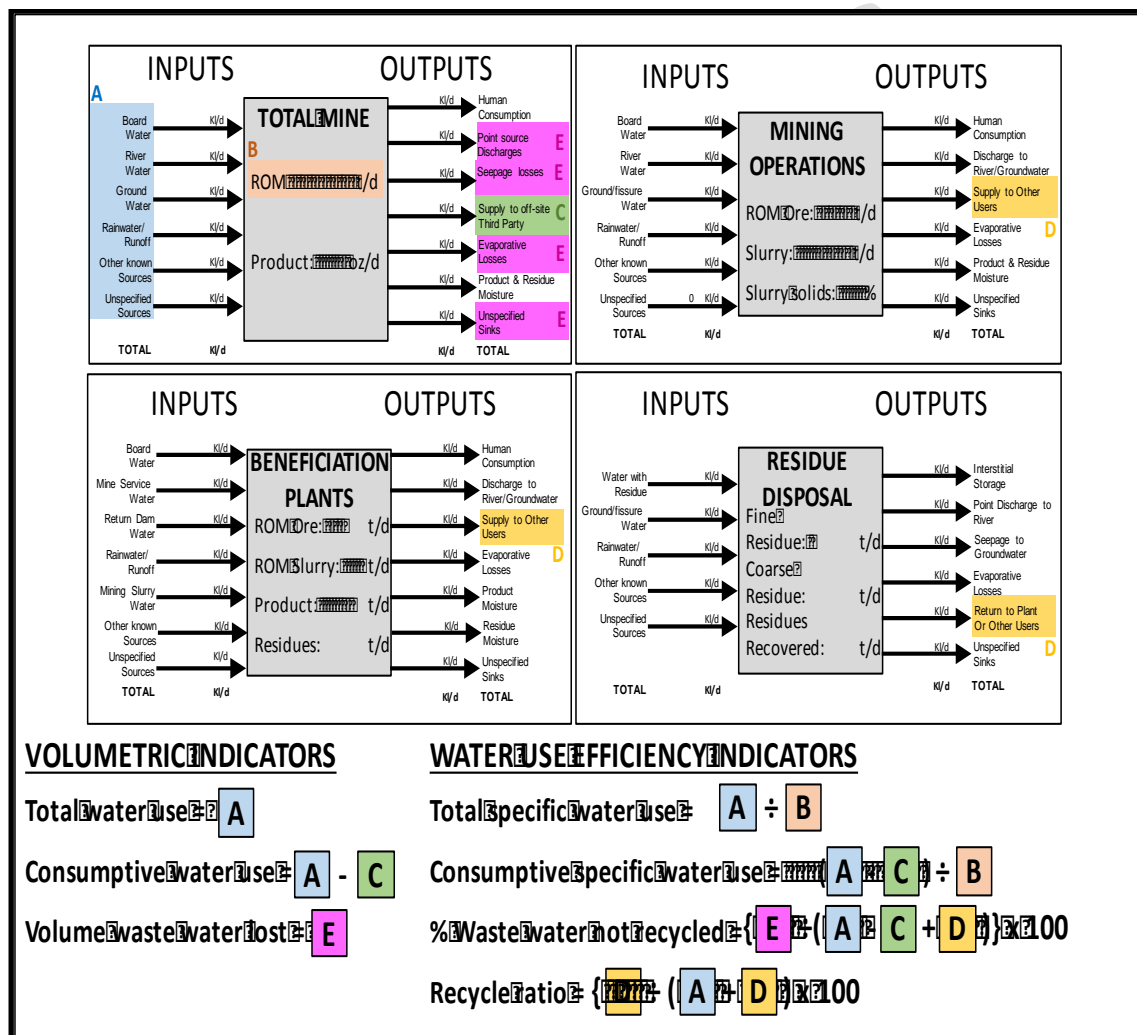 INPUTS OUTPUTS
A
TOTAL MINE
B
ROM t/d
Product: oz/d
Board
Water
Kl/d
River
Water
Kl/d
Ground
Water
Kl/d
Rainwater/
Runoff
Kl/d
Other known
Sources
Kl/d
Unspecified
Sources
Kl/d
TOTAL Kl/d
Kl/d
Human
Consumption
Kl/d
Point source E
Discharges
Kl/d
Seepage losses E
Kl/d
Supply to off-site C
Third Party
Kl/d
Evaporative E
Losses
Kl/d
Product & Residue
Moisture
Kl/d
Unspecified E
Sinks
Kl/d TOTAL
INPUTS OUTPUTS
MINING
OPERATIONS
ROM Ore: t/d
Slurry: t/d
Slurry solids: %
Board
Water
Kl/d
River
Water
Kl/d
Ground/fissure
Water
Kl/d
Rainwater/
Runoff
Kl/d
Other known
Sources
Kl/d
Unspecified
Sources
0 Kl/d
TOTAL Kl/d
Kl/d
Human
Consumption
Kl/d
Discharge to
River/Groundwater
Kl/d
Supply to Other
Users
Kl/d
Evaporative D
Losses
Kl/d
Product & Residue
Moisture
Kl/d
Unspecified
Sinks
Kl/d TOTAL
INPUTS OUTPUTS
BENEFICIATION
PLANTS
ROM Ore: t/d
ROM Slurry: t/d
Product: t/d
Residues: t/d
Board
Water
Kl/d
Mine Service
Water
Kl/d
Return Dam
Water
Kl/d
Rainwater/
Runoff
Kl/d
Mining Slurry
Water
Kl/d
Other known
Sources
Kl/d
Unspecified
Sources
Kl/d
TOTAL Kl/d
Kl/d
Human
Consumption
Kl/d
Discharge to
River/Groundwater
Kl/d
Supply to Other
Users
Kl/d
Evaporative D
Losses
Kl/d
Product
Moisture
Kl/d
Residue
Moisture
Kl/d
Unspecified
Sinks
Kl/d TOTAL
INPUTS OUTPUTS
RESIDUE
DISPOSAL
Fine
Residue: t/d
Coarse
Residue: t/d
Residues
Recovered: t/d
Water with
Residue
Kl/d
Ground/fissure
Water
Kl/d
Rainwater/
Runoff
Kl/d
Other known
Sources
Kl/d
Unspecified
Sources
Kl/d
TOTAL Kl/d
Kl/d
Interstitial
Storage
Kl/d
Point Discharge to
River
Kl/d
Seepage to
Groundwater
Kl/d
Evaporative
Losses
Kl/d
Return to Plant
Or Other Users
Kl/d
Unspecified D
Sinks
Kl/d TOTAL
VOLUMETRIC INDICATORS
Total water use = A
Consumptive water use = A - C
Volume waste water lost = E
WATER USE EFFICIENCY INDICATORS
Total specific water use = A ÷ B
Consumptive specific water use = (A C) ÷ B
% Waste water not recycled = {E ÷ (A - C + D)} x 100
Recycle ratio = {D ÷ (A + D) x 100